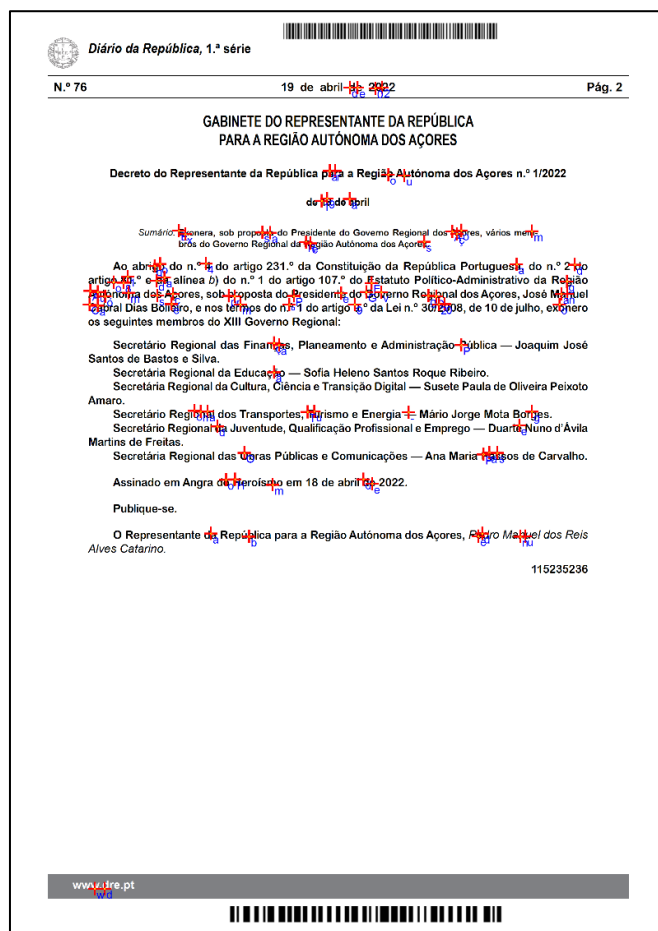 Diário da República, 1.ª série
N.º 76 19 de abril de 2022 Pág. 2
GABINETE DO REPRESENTANTE DA REPÚBLICA
PARA A REGIÃO AUTÓNOMA DOS AÇORES
Decreto do Representante da República para a Região Autónoma dos Açores n.º 1/2022
de de abril
Sumário: Exonera, sob proposta do Presidente do Governo Regional dos Açores, vários mem-
bros do Governo Regional da Região Autónoma dos Açores.
Ao abrigo do n.º 4 do artigo 231.º da Constituição da República Portuguesa, do n.º 2 do
artigo e da alínea b) do n.º 1 do artigo 107.º do Estatuto Político-Administrativo da Região
Autónoma dos Açores, sob proposta do Presidente do Governo Regional dos Açores, José Manuel
Cabral Dias Bolieiro, e nos termos do n.º 1 do artigo da Lei n.º 30/2008, de 10 de julho, exonero
os seguintes membros do XIII Governo Regional:
Secretário Regional das Finanças, Planeamento e Administração Pública — Joaquim José
Santos de Bastos e Silva.
Secretária Regional da Educação — Sofia Heleno Santos Roque Ribeiro.
Secretária Regional da Cultura, Ciência e Transição Digital — Susete Paula de Oliveira Peixoto
Amaro.
Secretário Regional dos Transportes, Turismo e Energia — Mário Jorge Mota Borges.
Secretário Regional da Juventude, Qualificação Profissional e Emprego — Duarte Nuno d’Ávila
Martins de Freitas.
Secretária Regional das Obras Públicas e Comunicações — Ana Maria Passos de Carvalho.
Assinado em Angra do Heroísmo em 18 de abril de 2022.
Publique-se.
O Representante da República para a Região Autónoma dos Açores, Pedro Manuel dos Reis
Alves Catarino.
115235236
www.dre.pt